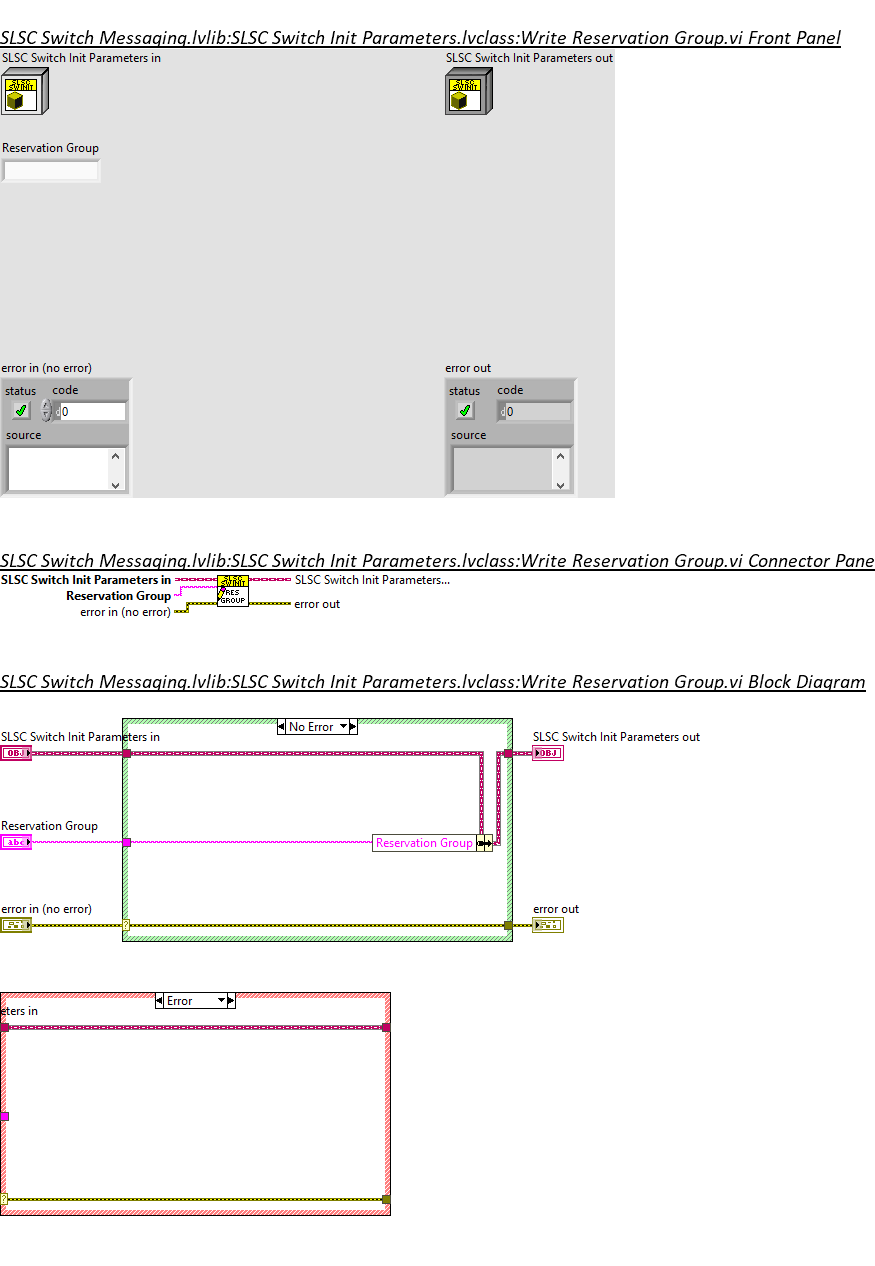 SLSC Switch Messaging.lvlib:SLSC Switch Init Parameters.lvclass:Write Reservation Group.vi Front Panel
SLSC Switch Init Parameters in
SLSC Switch Init Parameters out
SLSC
SWINIT
SLSC
SWINIT
Reservation Group
error in (no error)
error out
status code
status code
d 0
d 0
source
source
SLSC Switch Messaging.lvlib:SLSC Switch Init Parameters.lvclass:Write Reservation Group.vi Connector Pane
SLSC Switch Init Parameters in
SLSC
SWINIT
SLSC Switch Init Parameters...
Reservation Group
RES
GROUP
error in (no error)
error out
SLSC Switch Messaging.lvlib:SLSC Switch Init Parameters.lvclass:Write Reservation Group.vi Block Diagram
No Error
SLSC Switch Init Parameters in
SLSC Switch Init Parameters out
OBJ
OBJ
Reservation Group
abc
Reservation Group
error in (no error)
error out
?
Error
eters in
?